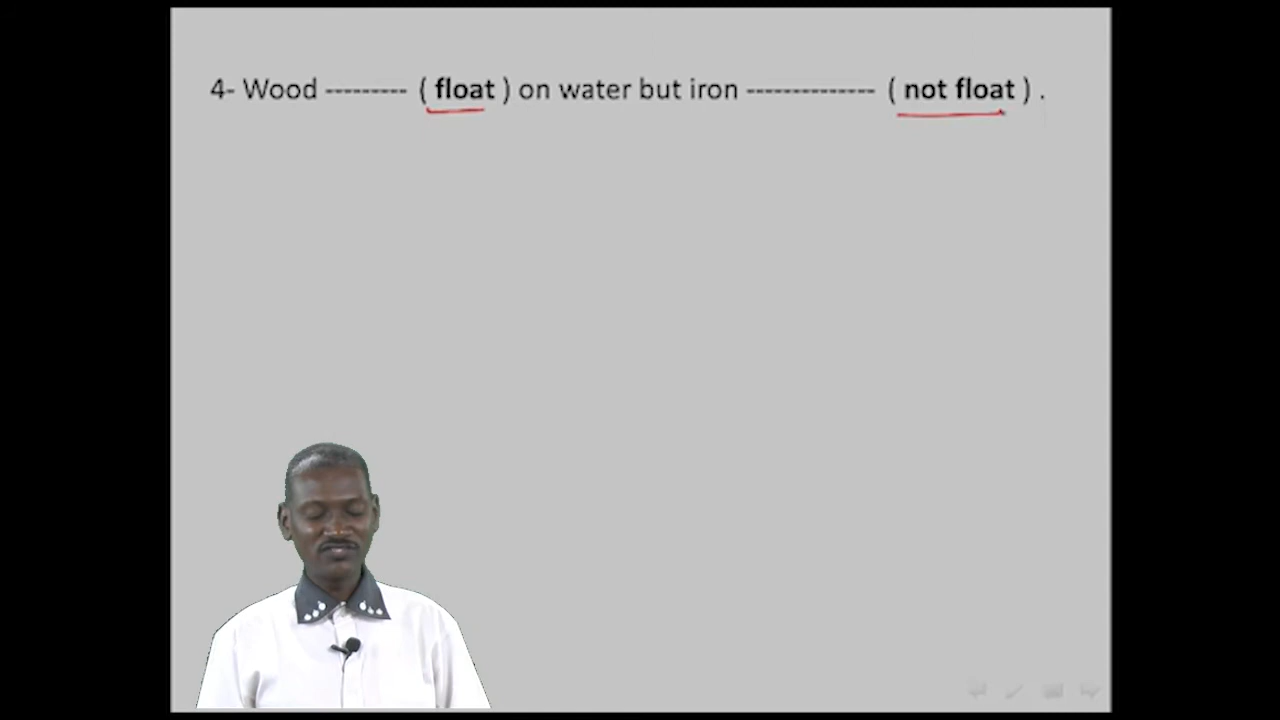 4- Wood --------- ( float ) on water but iron -------------- ( not float ) .